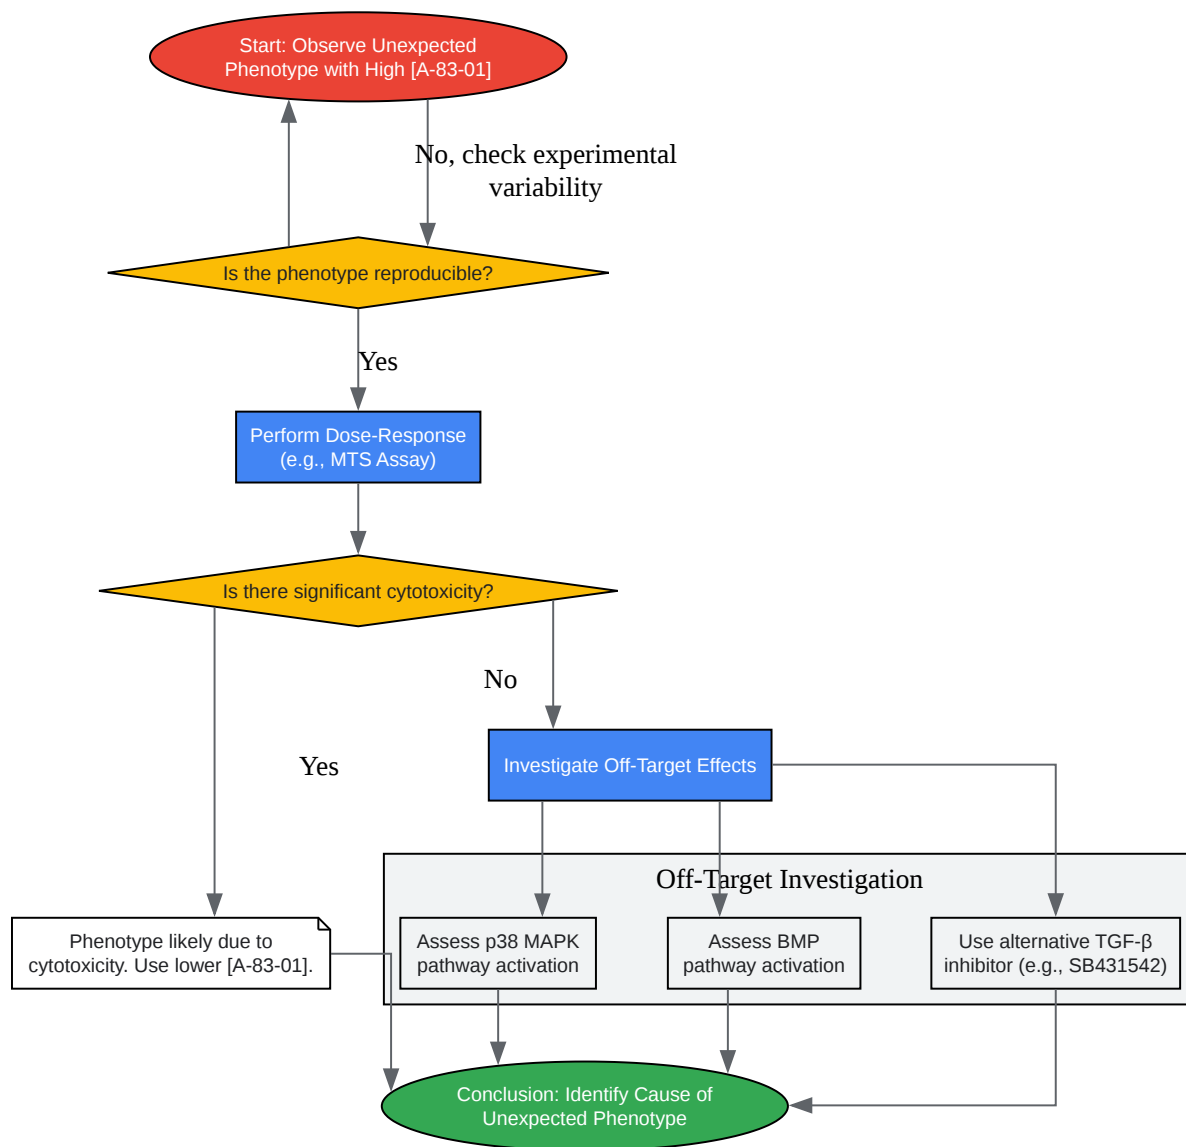 Start: Observe Unexpected
Phenotype with High [A-83-01]
No, check experimental
variability
Is the phenotype reproducible?
Yes
Perform Dose-Response
(e.g., MTS Assay)
Is there significant cytotoxicity?
No
Yes
Investigate Off-Target Effects
Off-Target Investigation
Phenotype likely due to
cytotoxicity. Use lower [A-83-01].
Assess p38 MAPK
pathway activation
Assess BMP
pathway activation
Use alternative TGF-β
inhibitor (e.g., SB431542)
Conclusion: Identify Cause of
Unexpected Phenotype